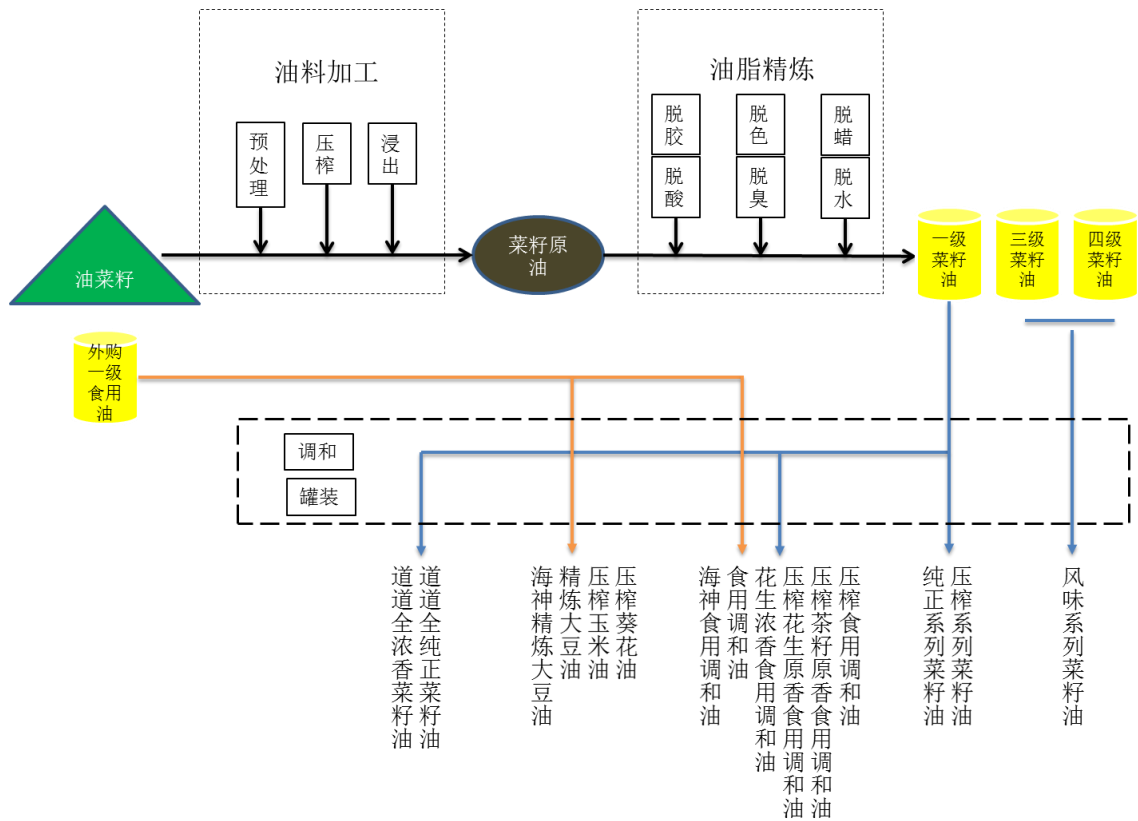 油料加工
油脂精炼
预处理
压榨
浸出
脱胶
脱色
脱蜡
脱酸
脱臭
脱水
油菜籽
菜籽原
油
一级
菜籽
油
三级
菜籽
油
四级
菜籽
油
外购
一级
食用
油
调和
罐装
道道全浓香菜籽油
道道全纯正菜籽油
海神精炼大豆油
精炼大豆油
压榨玉米油
压榨葵花油
海神食用调和油
食用调和油
花生浓香食用调和油
压榨花生原香食用调和油
压榨茶籽原香食用调和油
压榨食用调和油
纯正系列菜籽油
压榨系列菜籽油
风味系列菜籽油